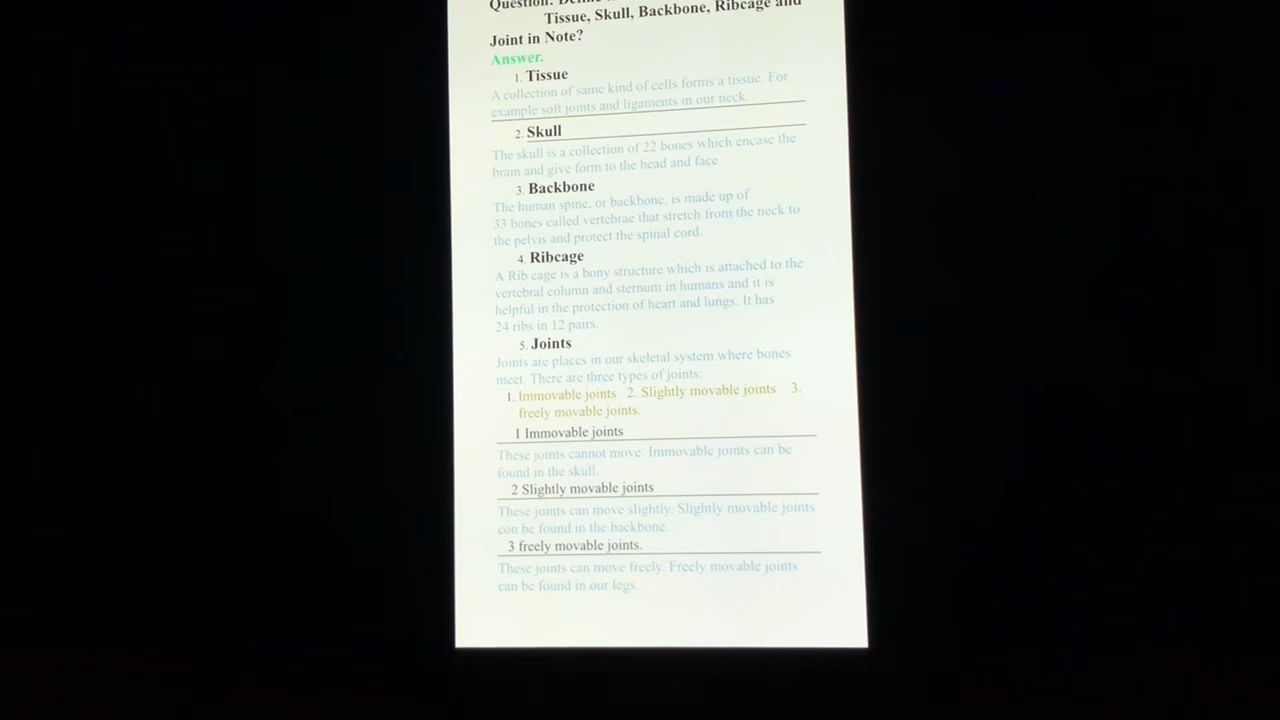 Question:
Tissue, Skull, Backbone, Ribcage and
Joint in Note?
Answer.
1. Tissue
A collection of same kind of cells forms a tissue. For
example soft joints and ligaments in our neck.
2. Skull
The skull is a collection of 22 bones which encase the
brain and give form to the head and face
3. Backbone
The human spine, or backbone, is made up of
33 bones called vertebrae that stretch from the neck to
the pelvis and protect the spinal cord.
4. Ribcage
A Rib cage is a bony structure which is attached to the
vertebral column and sternum in humans and it is
helpful in the protection of heart and lungs. It has
24 ribs in 12 pairs.
5. Joints
Joints are places in our skeletal system where bones
meet. There are three types of joints:
1. Immovable joints 2. Slightly movable joints 3.
freely movable joints.
1 Immovable joints
These joints cannot move. Immovable joints can be
found in the skull.
2 Slightly movable joints
These joints can move slightly. Slightly movable joints
con be found in the backbone.
3 freely movable joints.
These joints can move freely. Freely movable joints
can be found in our legs.